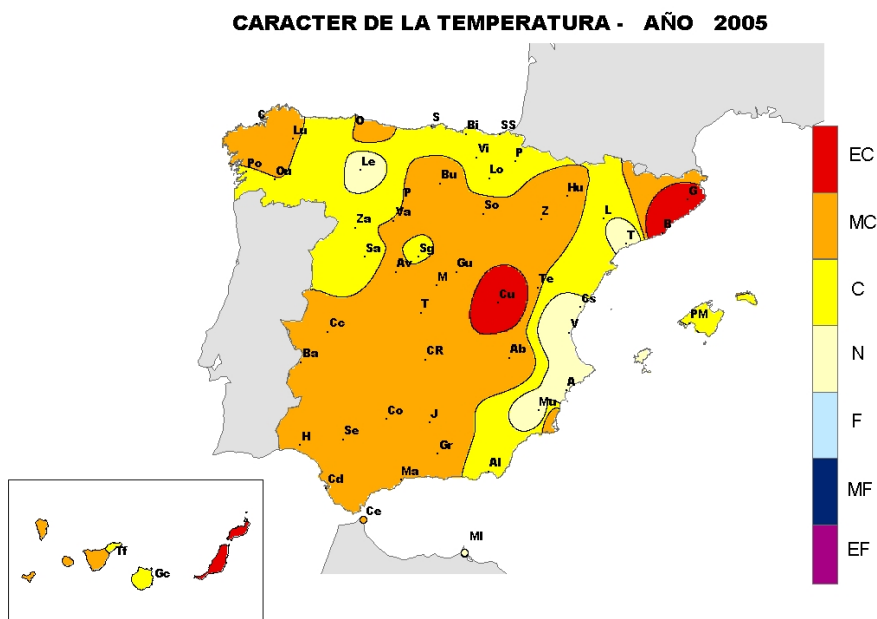 CARACTER DE LA TEMPERATURA - AÑO 2005
C
Lu
O
S
Bi
SS
Po
Ou
Le
Vi
P
Lo
Bu
P
Hu
G
Za
Va
So
Z
L
B
T
Sa
Sg
Av
Gu
M
Te
Cu
Cs
PM
T
V
Cc
Ba
CR
Ab
A
Mu
Co
J
H
Se
Gr
Al
Cd
Ma
Ce
Ml
Tf
Gc
EC
MC
C
N
F
MF
EF